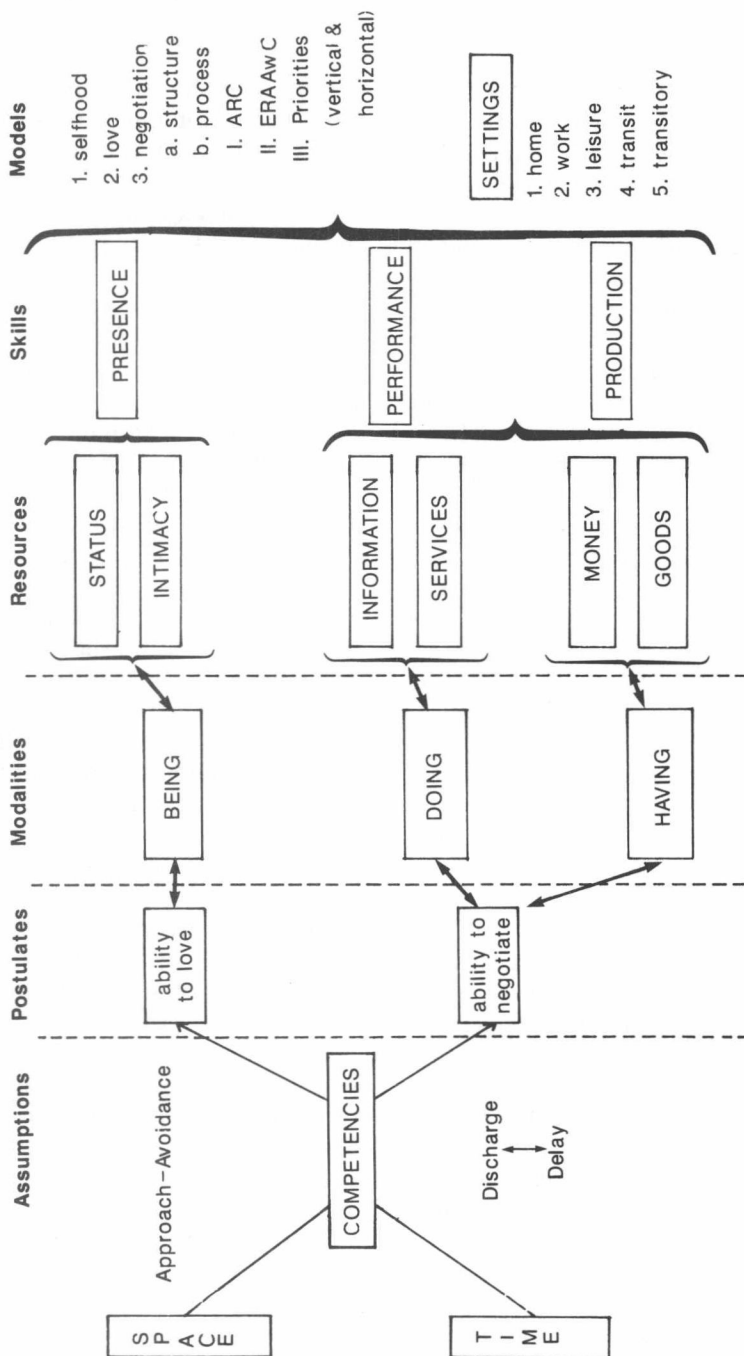 Assumptions
Postulates
Modalities
Resources
Skills
Models
SPACE
TIME
Approach–Avoidance
COMPETENCIES
Discharge
Delay
ability
to love
ability to
negotiate
BEING
DOING
HAVING
STATUS
INTIMACY
INFORMATION
SERVICES
MONEY
GOODS
PRESENCE
PERFORMANCE
PRODUCTION
1. selfhood
2. love
3. negotiation
a. structure
b. process
I. ARC
II. ERAAwC
III. Priorities
(vertical &
horizontal)
SETTINGS
1. home
2. work
3. leisure
4. transit
5. transitory